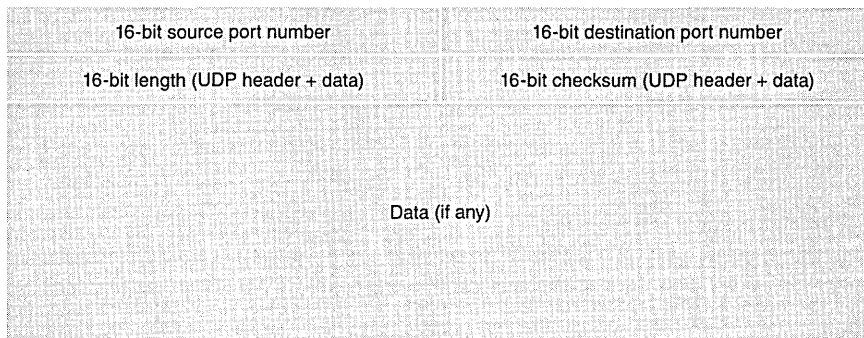 16-bit source port number
16-bit destination port number
16-bit length (UDP header + data)
16-bit checksum (UDP header + data)
Data (if any)